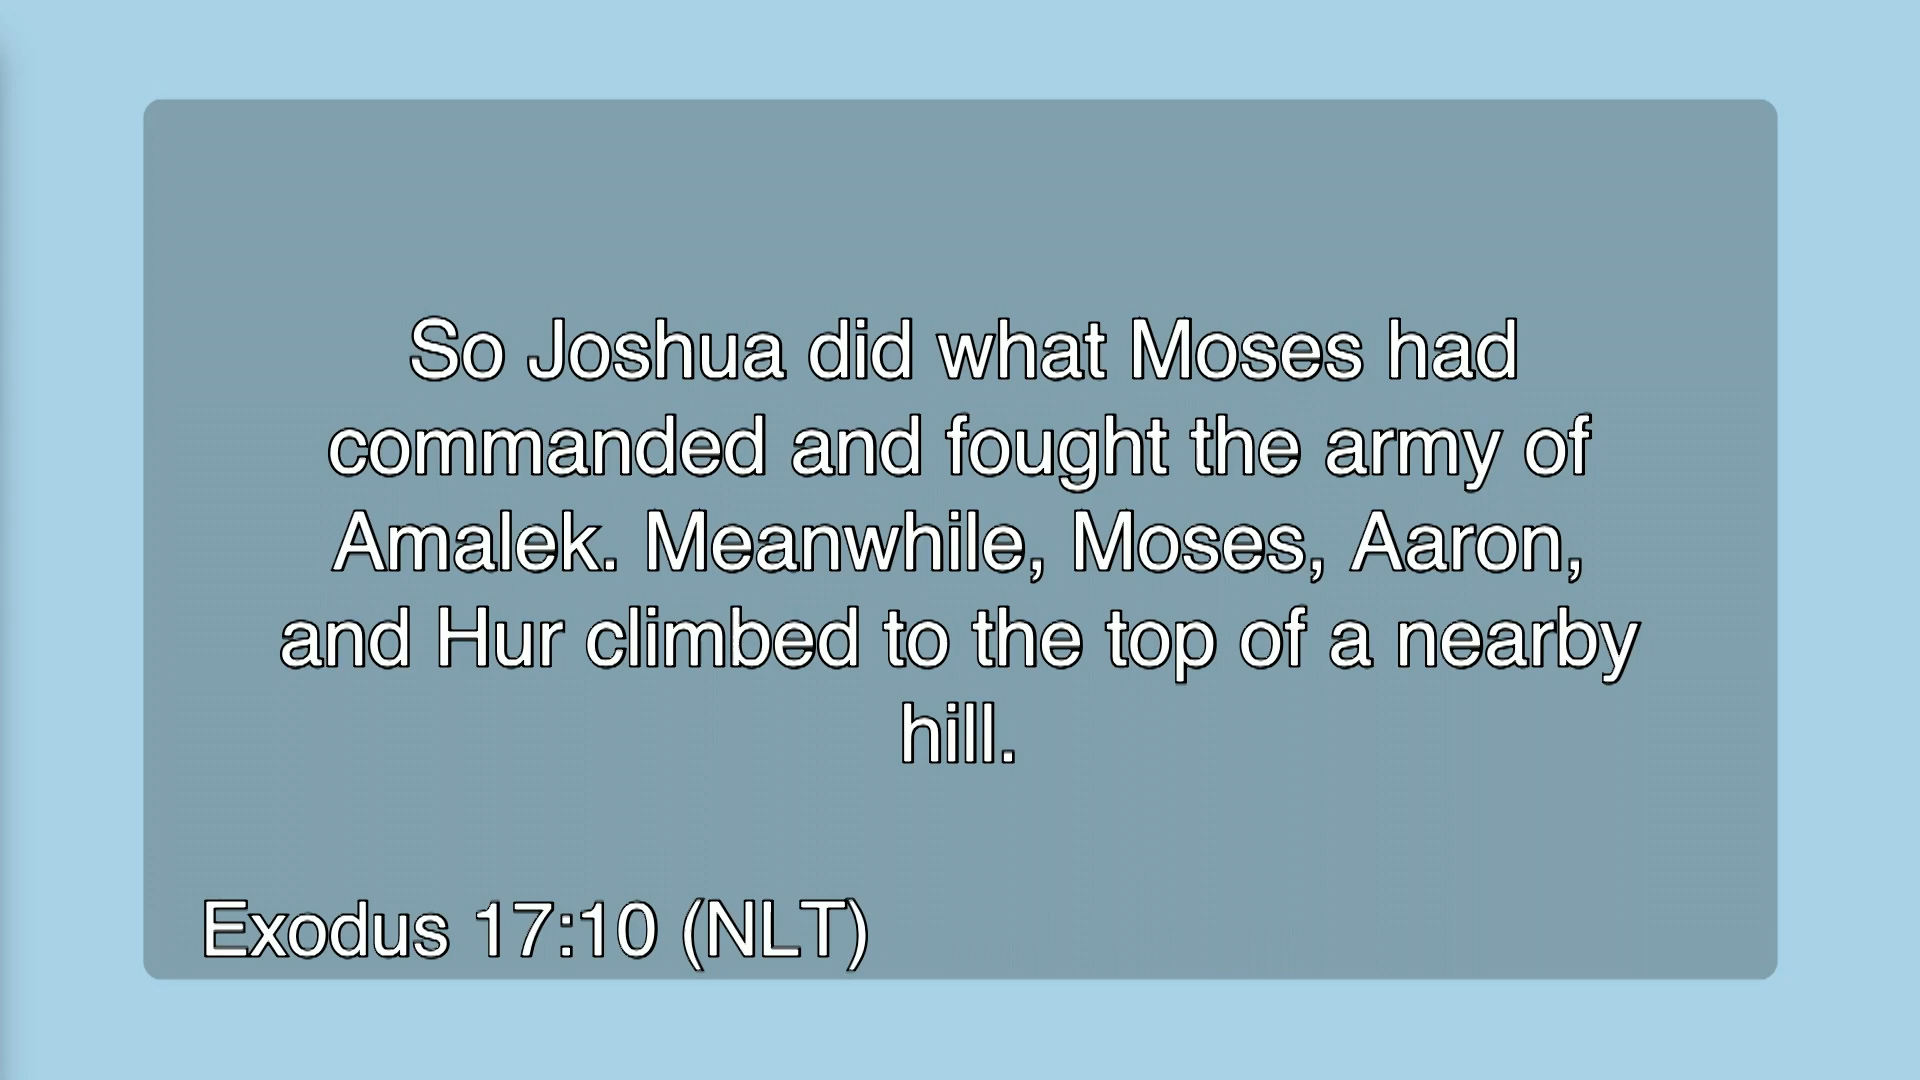 So Joshua did what Moses had
commanded and fought the army of
Amalek. Meanwhile, Moses, Aaron,
and Hur climbed to the top of a nearby
hill.
Exodus 17:10 (NLT)